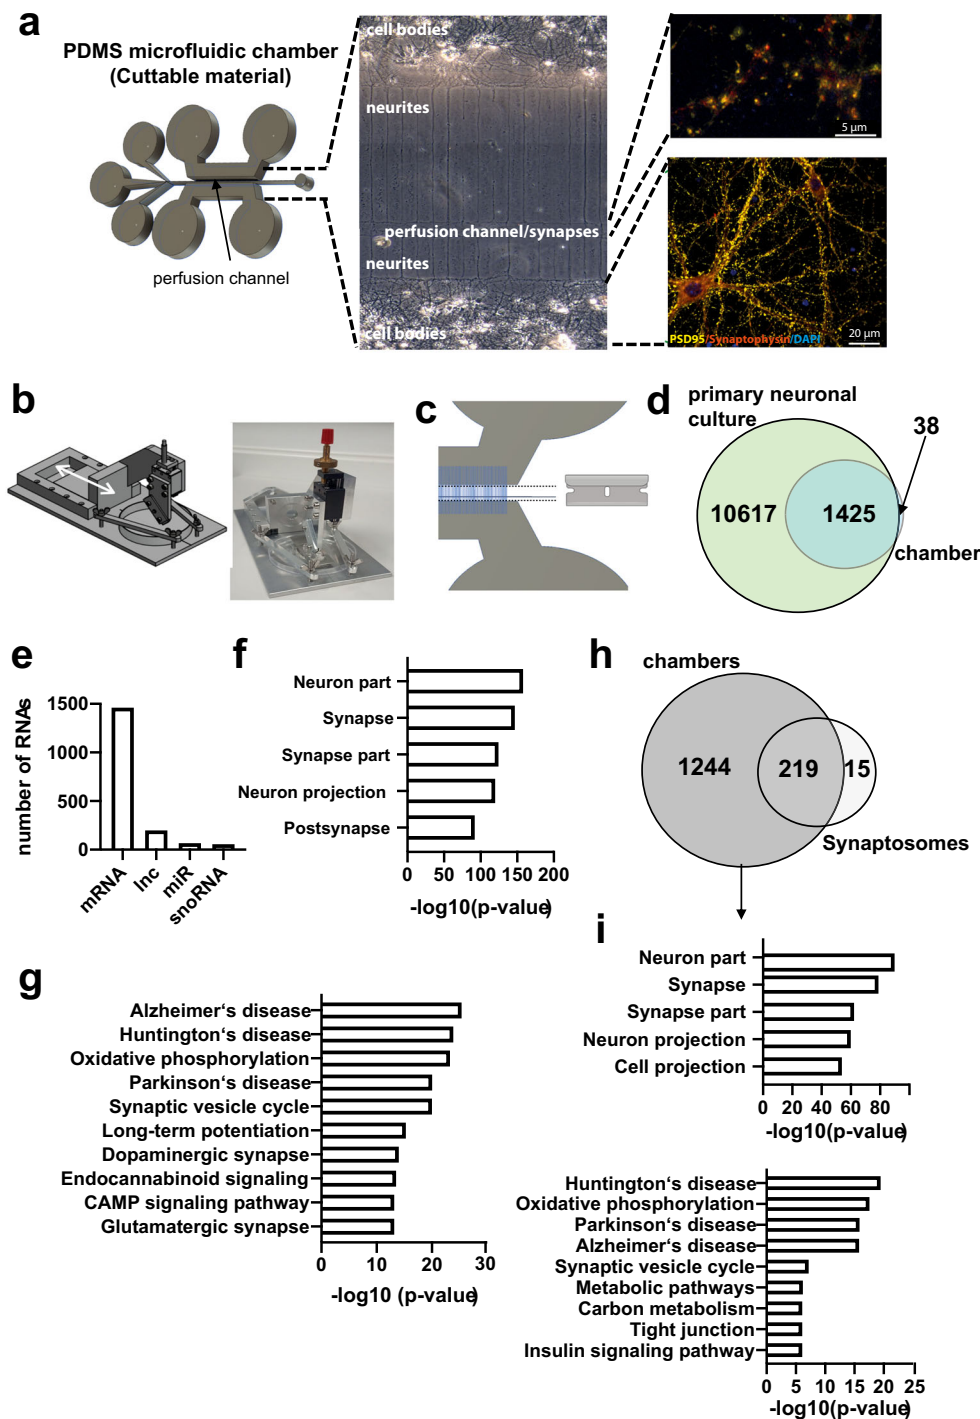 a
PDMS microfluidic chamber
(Cuttable material)
perfusion channel
cell bodies
neurites
perfusion channel/synapses
neurites
cell bodies
5 µm
20 µm
PSD95/Synaptophysin/DAPI
b
c
d
primary neuronal
culture
38
10617
1425
chamber
e
number of RNAs
1500
1000
500
0
mRNA
lnc
miR
snoRNA
f
Neuron part
Synapse
Synapse part
Neuron projection
Postsynapse
0 50 100 150 200
-log10(p-value)
h
chambers
1244
219
15
Synaptosomes
g
Alzheimer‘s disease
Huntington‘s disease
Oxidative phosphorylation
Parkinson‘s disease
Synaptic vesicle cycle
Long-term potentiation
Dopaminergic synapse
Endocannabinoid signaling
CAMP signaling pathway
Glutamatergic synapse
0 10 20 30
-log10 (p-value)
i
Neuron part
Synapse
Synapse part
Neuron projection
Cell projection
0 20 40 60 80
-log10(p-value)
Huntington‘s disease
Oxidative phosphorylation
Parkinson‘s disease
Alzheimer‘s disease
Synaptic vesicle cycle
Metabolic pathways
Carbon metabolism
Tight junction
Insulin signaling pathway
0 5 10 15 20 25
-log10(p-value)